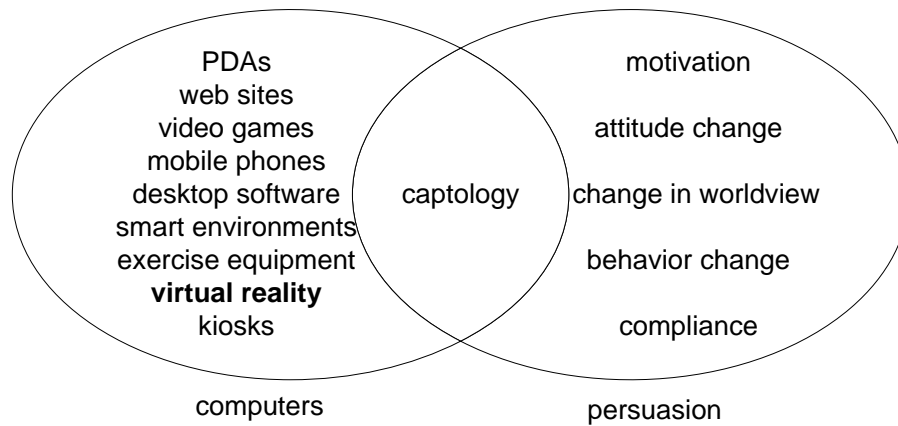 PDAs
web sites
video games
mobile phones
desktop software
smart environments
exercise equipment
virtual reality
kiosks
captology
motivation
attitude change
change in worldview
behavior change
compliance
computers
persuasion